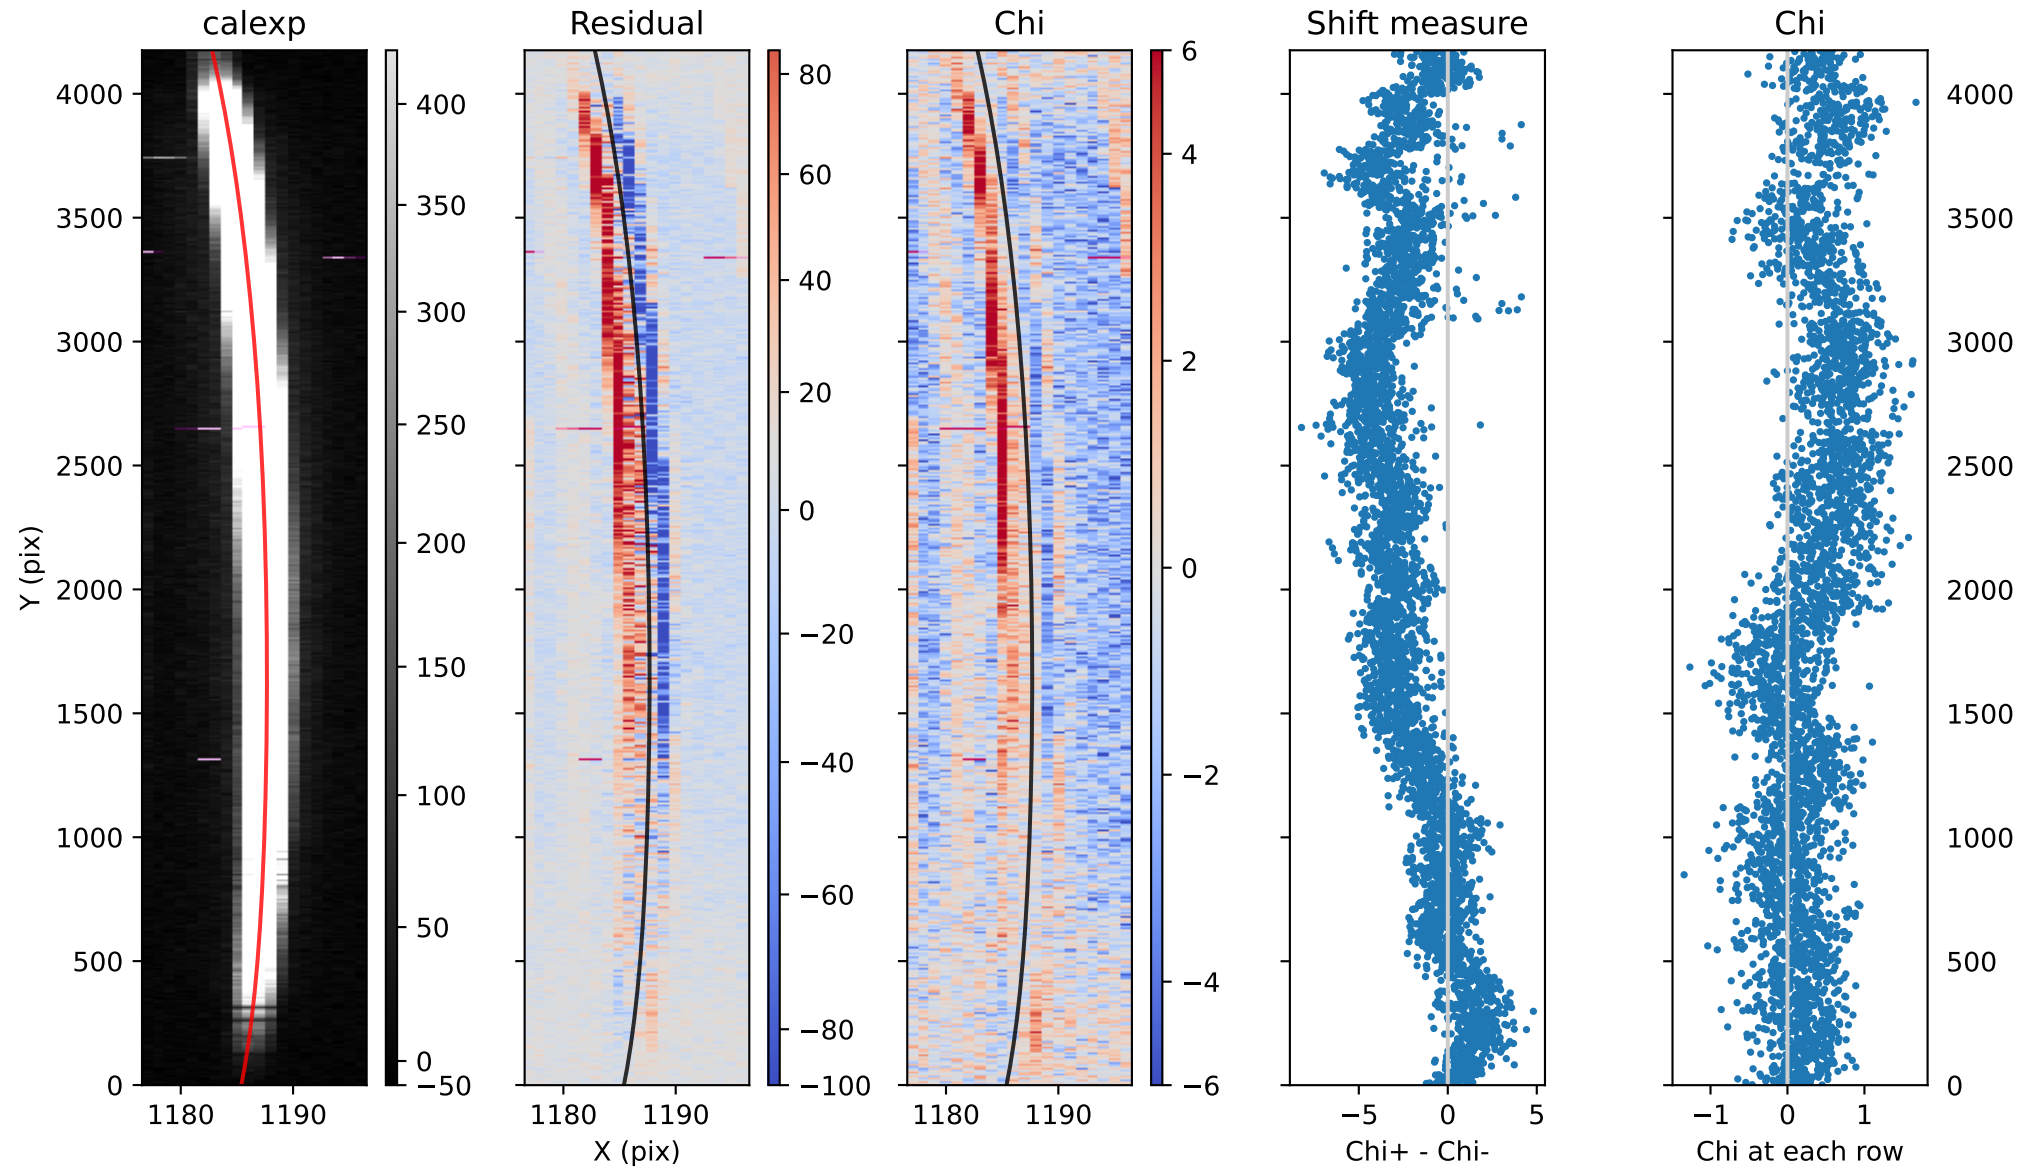 calexp Residual Chi Shift measure Chi
4000 400 80 6 4000
3500 350 60 4 3500
3000 300 40 2 3000
2500 250 20 0 2500
2000 200 0 −2 2000
1500 150 −20 −4 1500
1000 100 −40 −6 1000
500 50 −60 500
0 0 −80 0
−50 −100
Y (pix)
1180 1190 1180 1190 1180 1190 −5 0 5 −1 0 1
X (pix) Chi+ - Chi- Chi at each row